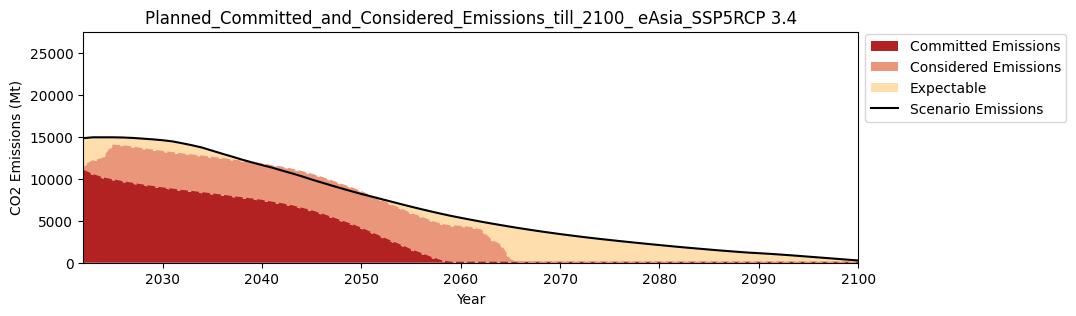 Planned_Committed_and_Considered_Emissions_till_2100_ eAsia_SSP5RCP 3.4
CO2 Emissions (Mt)
25000
20000
15000
10000
5000
0
2030 2040 2050 2060 2070 2080 2090 2100
Year
Committed Emissions
Considered Emissions
Expectable
Scenario Emissions